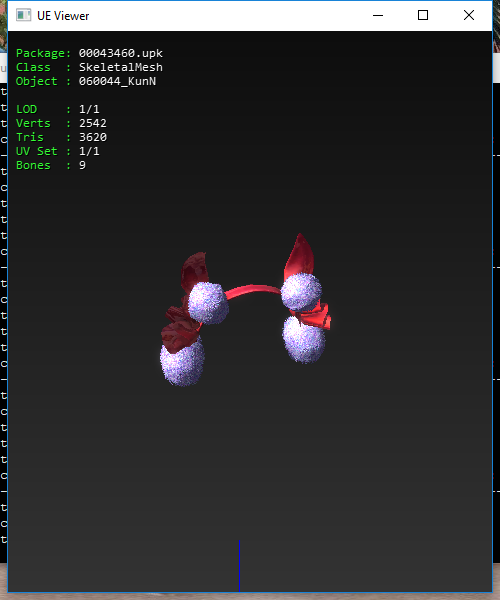 UE Viewer
Package: 00043460.upk
Class  : SkeletalMesh
Object : 060044_KunN
LOD    : 1/1
Verts  : 2542
Tris   : 3620
UV Set : 1/1
Bones  : 9